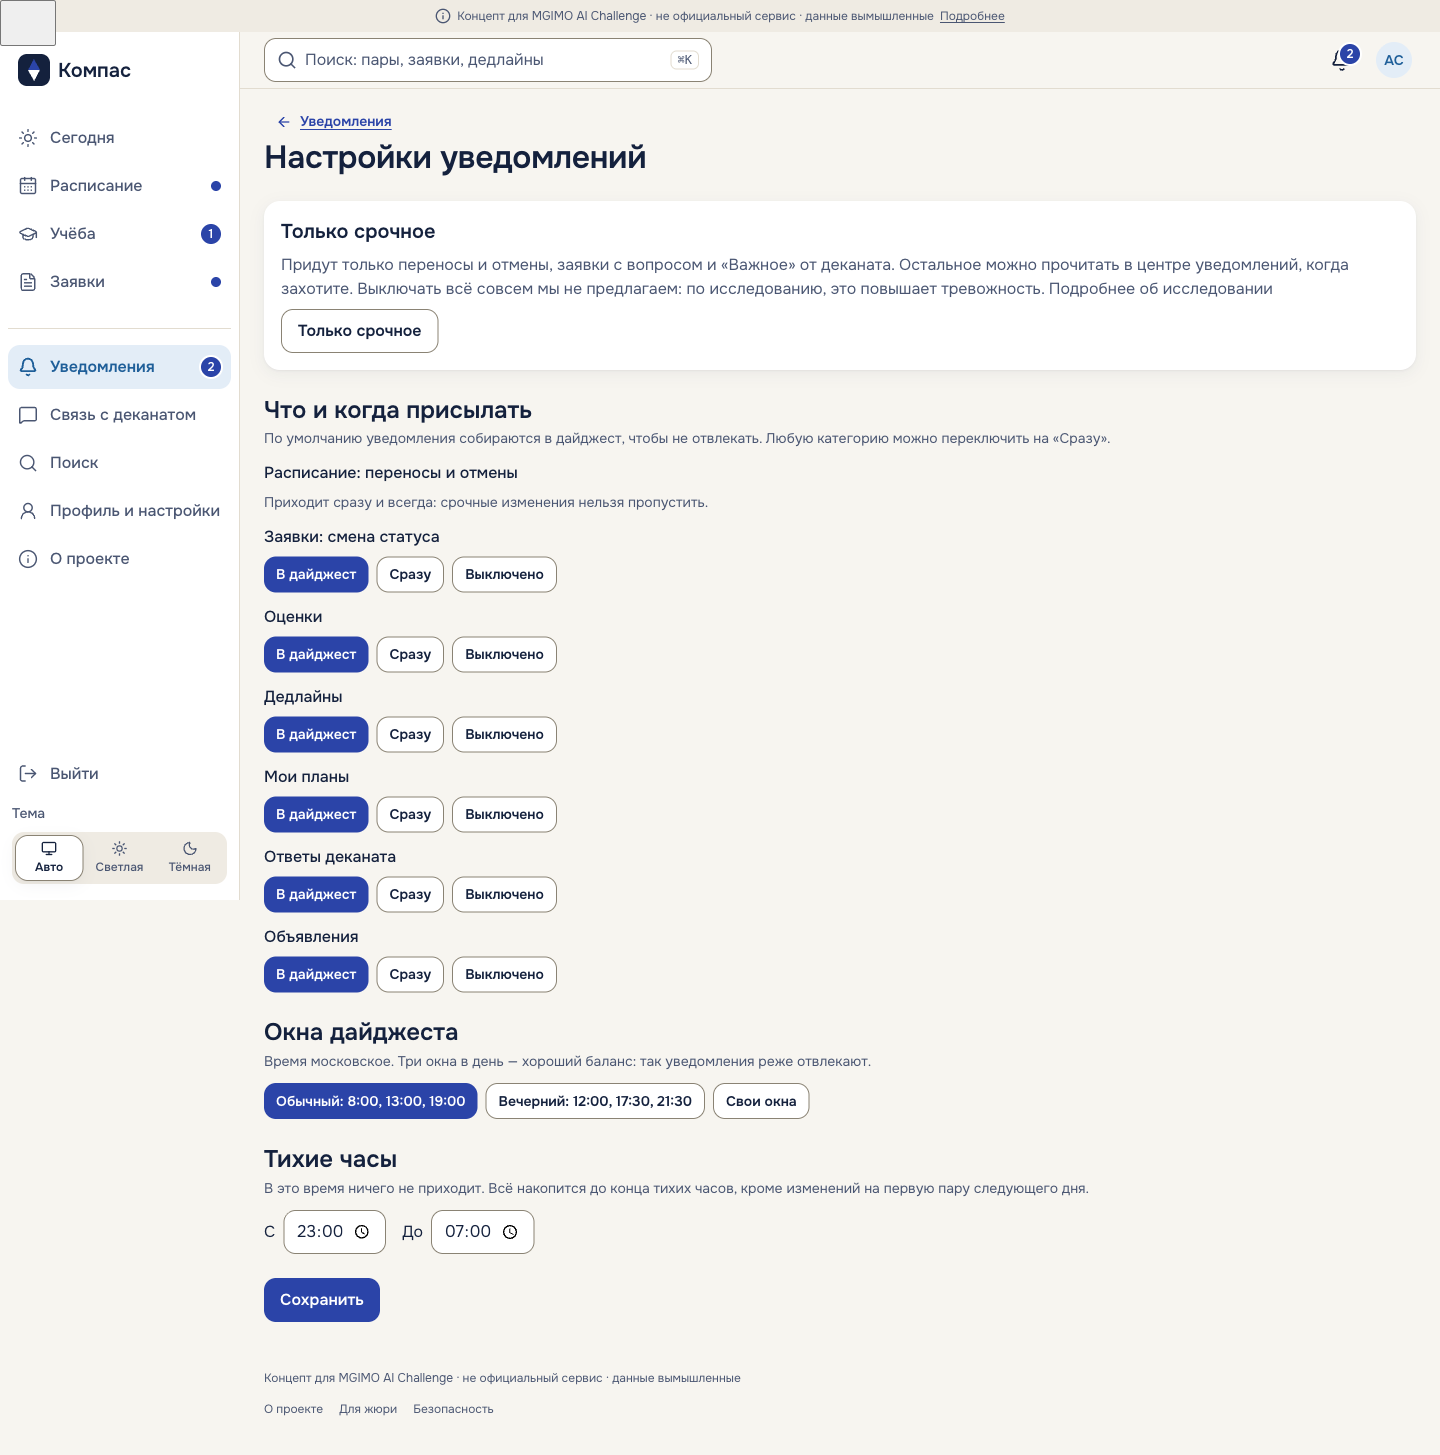 Концепт для MGIMO AI Challenge · не официальный сервис · данные вымышленные Подробнее
Компас
Поиск: пары, заявки, дедлайны
⌘K
2
АС
Сегодня
Расписание
Учёба
1
Заявки
Уведомления
2
Связь с деканатом
Поиск
Профиль и настройки
О проекте
Выйти
Тема
Авто
Светлая
Тёмная
Уведомления
Настройки уведомлений
Только срочное
Придут только переносы и отмены, заявки с вопросом и «Важное» от деканата. Остальное можно прочитать в центре уведомлений, когда
захотите. Выключать всё совсем мы не предлагаем: по исследованию, это повышает тревожность. Подробнее об исследовании
Только срочное
Что и когда присылать
По умолчанию уведомления собираются в дайджест, чтобы не отвлекать. Любую категорию можно переключить на «Сразу».
Расписание: переносы и отмены
Приходит сразу и всегда: срочные изменения нельзя пропустить.
Заявки: смена статуса
В дайджест Сразу Выключено
Оценки
В дайджест Сразу Выключено
Дедлайны
В дайджест Сразу Выключено
Мои планы
В дайджест Сразу Выключено
Ответы деканата
В дайджест Сразу Выключено
Объявления
В дайджест Сразу Выключено
Окна дайджеста
Время московское. Три окна в день — хороший баланс: так уведомления реже отвлекают.
Обычный: 8:00, 13:00, 19:00 Вечерний: 12:00, 17:30, 21:30 Свои окна
Тихие часы
В это время ничего не приходит. Всё накопится до конца тихих часов, кроме изменений на первую пару следующего дня.
С 23:00 До 07:00
Сохранить
Концепт для MGIMO AI Challenge · не официальный сервис · данные вымышленные
О проекте Для жюри Безопасность